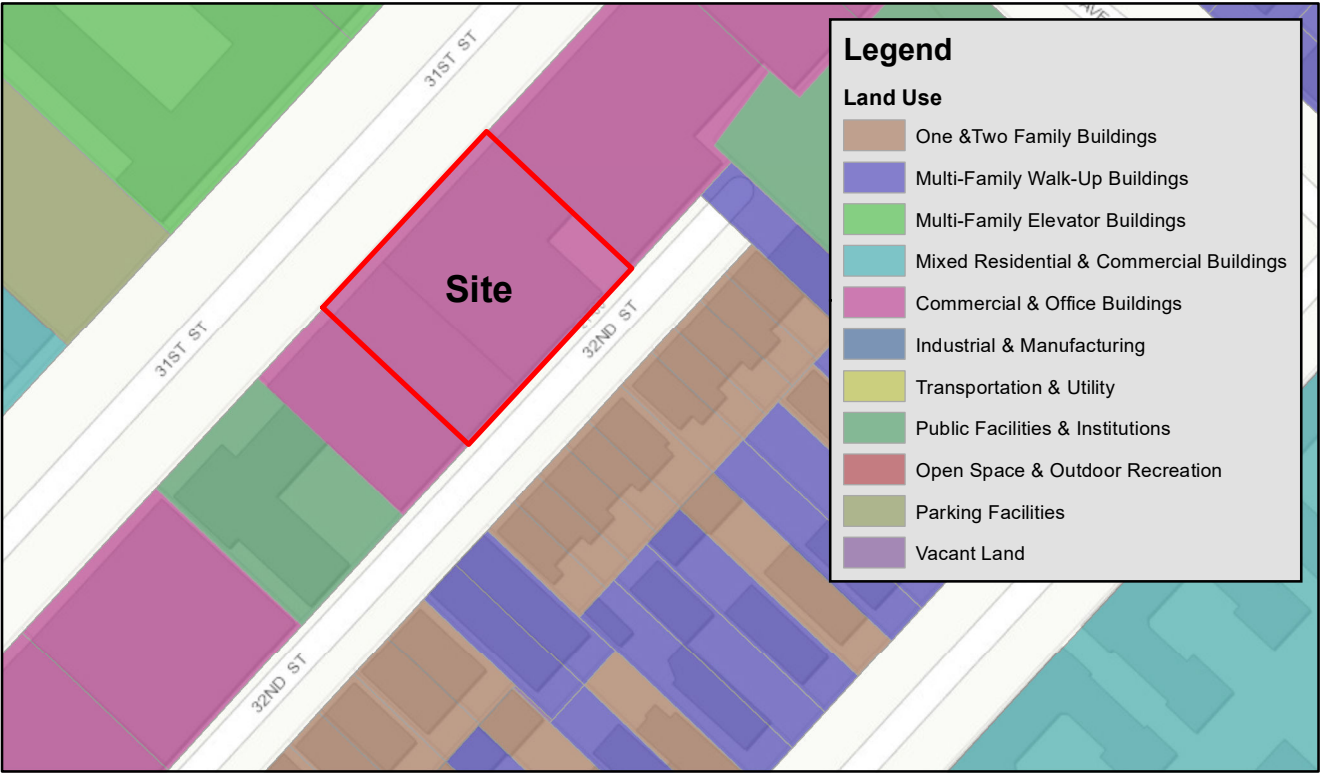 AVE
31ST ST
Legend
Land Use
One &Two Family Buildings
Multi-Family Walk-Up Buildings
Multi-Family Elevator Buildings
Mixed Residential & Commercial Buildings
Commercial & Office Buildings
Industrial & Manufacturing
Transportation & Utility
Public Facilities & Institutions
Open Space & Outdoor Recreation
Parking Facilities
Vacant Land
Site
32ND ST
31ST ST
32ND ST